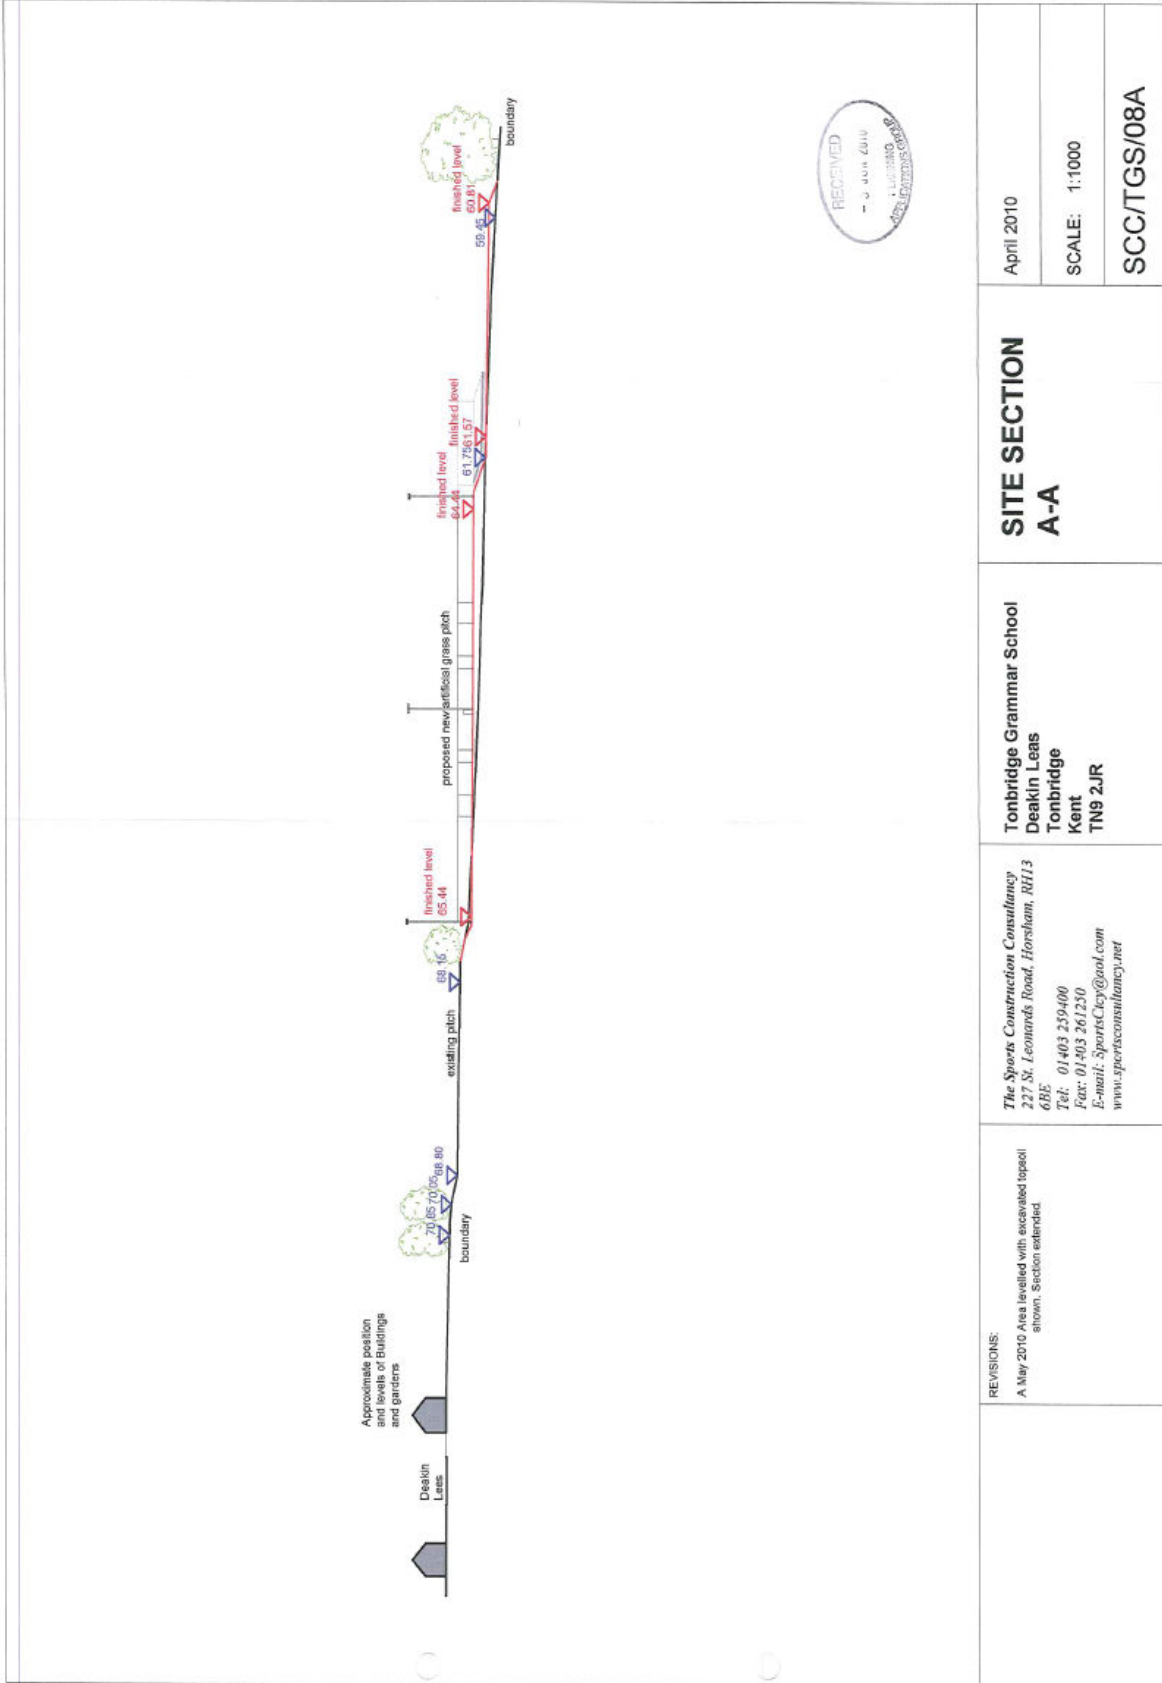 Deakin
Lees
Approximate position
and levels of Buildings
and gardens
boundary
70.85
70.05
68.80
existing pitch
68.16
finished level
65.44
proposed new artificial grass pitch
finished level
64.44
61.75
61.57
finished level
59.45
finished level
60.81
boundary
RECEIVED
PLANNING
APPLICATIONS GROUP
REVISIONS:
A May 2010 Area levelled with excavated topsoil
shown. Section extended
The Sports Construction Consultancy
227 St. Leonards Road, Horsham, RH13
6BE
Tel: 01403 259400
Fax: 01403 261250
E-mail: SportsCtcy@aol.com
www.sportsconsultancy.net
Tonbridge Grammar School
Deakin Leas
Tonbridge
Kent
TN9 2JR
SITE SECTION
A-A
April 2010
SCALE: 1:1000
SCC/TGS/08A